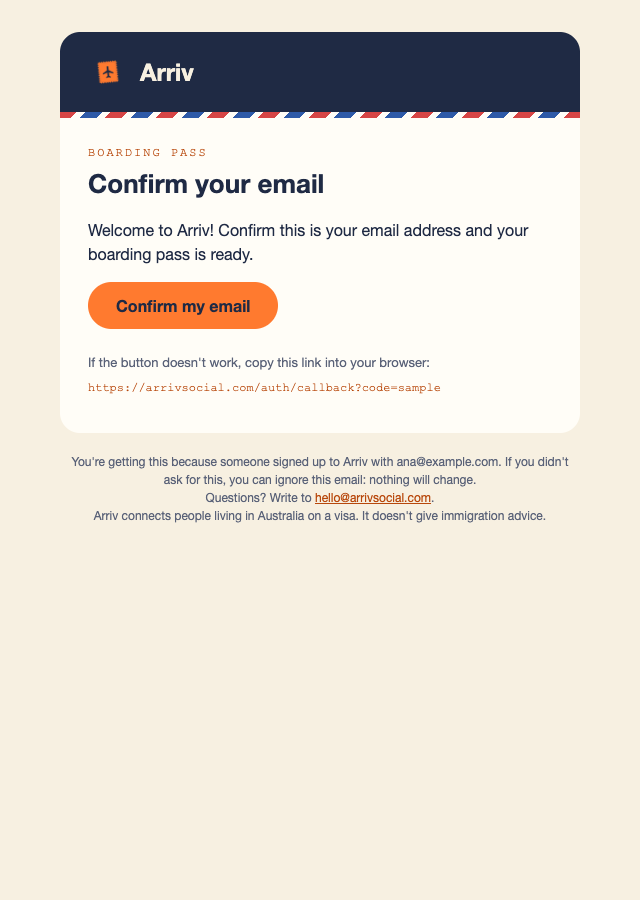 Arriv
BOARDING PASS
Confirm your email
Welcome to Arriv! Confirm this is your email address and your
boarding pass is ready.
Confirm my email
If the button doesn't work, copy this link into your browser:
https://arrivsocial.com/auth/callback?code=sample
You're getting this because someone signed up to Arriv with ana@example.com. If you didn't
ask for this, you can ignore this email: nothing will change.
Questions? Write to hello@arrivsocial.com.
Arriv connects people living in Australia on a visa. It doesn't give immigration advice.